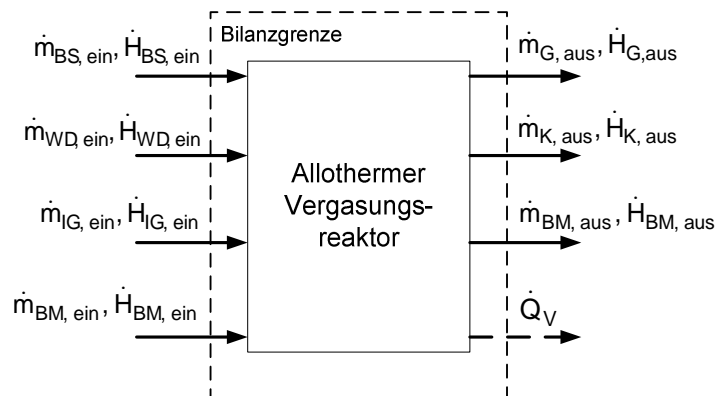 Bilanzgrenze
ṁBS, ein, ḢBS, ein
ṁWD, ein, ḢWD, ein
ṁIG, ein, ḢIG, ein
ṁBM, ein, ḢBM, ein
Allothermer
Vergasungs-
reaktor
ṁG, aus, ḢG,aus
ṁK, aus, ḢK, aus
ṁBM, aus, ḢBM, aus
Q̇V